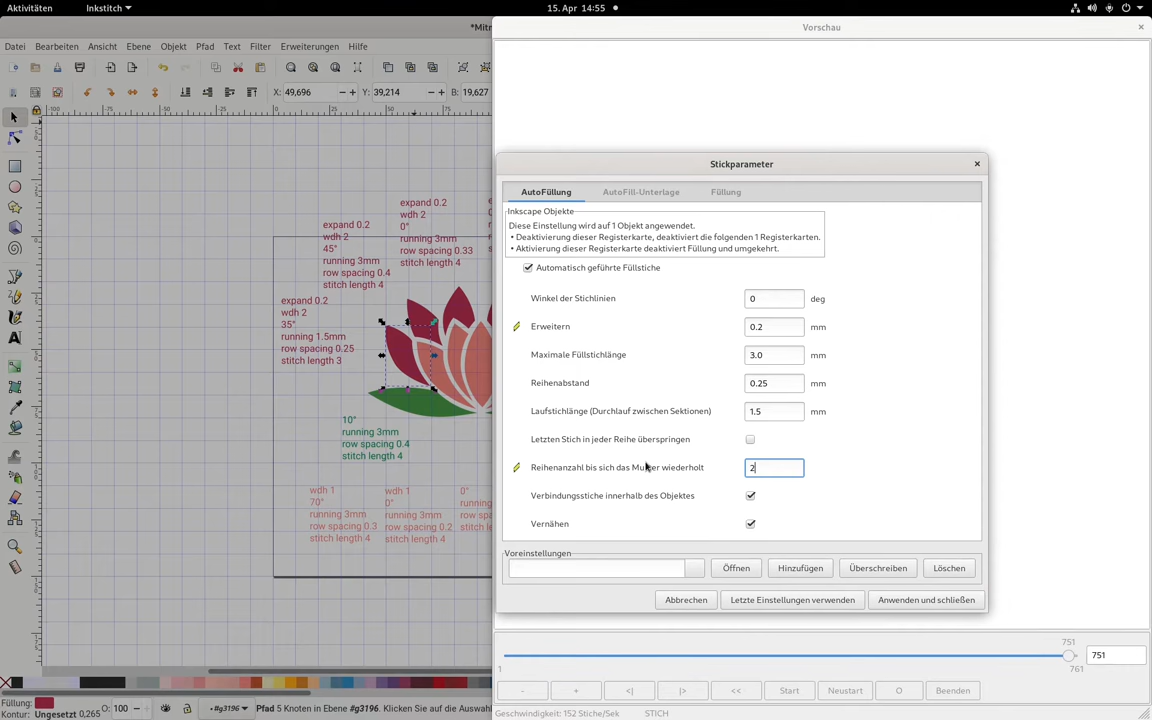 Aktivitäten
Inkstitch
15. Apr 14:55
*Mitm
Vorschau
Datei Bearbeiten Ansicht Ebene Objekt Pfad Text Filter Erweiterungen Hilfe
X: 49,696
Y: 39,214
B: 19,627
-100
expand 0.2
wdh 2
0°
running 3mm
row spacing 0.33
stitch length 4
expand 0.2
wdh 2
45°
running 3mm
row spacing 0.4
stitch length 4
expand 0.2
wdh 2
35°
running 1.5mm
row spacing 0.25
stitch length 3
10°
running 3mm
row spacing 0.4
stitch length 4
wdh 1
70°
running 3mm
row spacing 0.3
stitch length 4
wdh 1
0°
running 3mm
row spacing 0.4
stitch length 4
0°
running
row spa
stitch le
Stickparameter
AutoFüllung
AutoFill-Unterlage
Füllung
Inkscape Objekte
Diese Einstellung wird auf 1 Objekt angewendet.
• Deaktivierung dieser Registerkarte, deaktiviert die folgenden 1 Registerkarten.
• Aktivierung dieser Registerkarte deaktiviert Füllung und umgekehrt.
Automatisch geführte Füllstiche
Winkel der Stichlinien 0 deg
Erweitern 0.2 mm
Maximale Füllstichlänge 3.0 mm
Reihenabstand 0.25 mm
Laufstichlänge (Durchlauf zwischen Sektionen) 1.5 mm
Letzten Stich in jeder Reihe überspringen
Reihenanzahl bis sich das Muster wiederholt 2
Verbindungsstiche innerhalb des Objektes
Vernähen
Voreinstellungen
Öffnen Hinzufügen Überschreiben Löschen
Abbrechen Letzte Einstellungen verwenden Anwenden und schließen
751
1
761
751
- + <| |> << Start Neustart O Beenden
Geschwindigkeit: 152 Stiche/Sek STICH
Füllung:
Kontur: Ungesetzt 0,265
O: 100
#g3196
Pfad 5 Knoten in Ebene #g3196. Klicken Sie auf die Auswahl